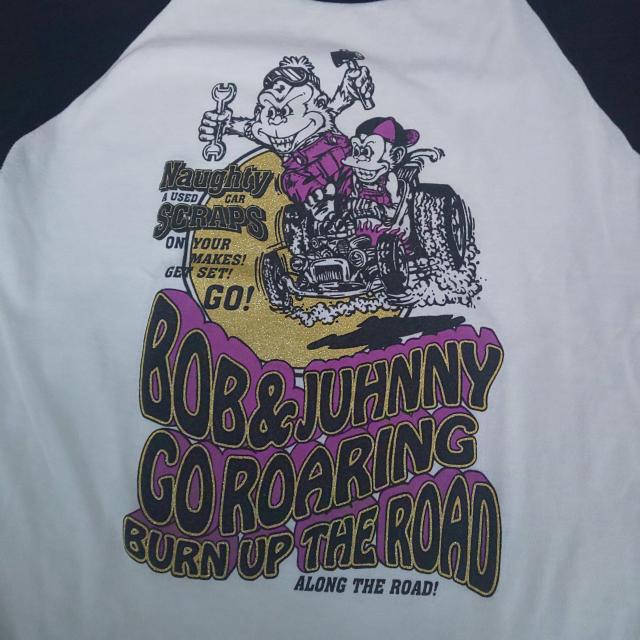 Naughty
A USED CAR
SCRAPS
ON YOUR
MAKES!
GET SET!
GO!
BOB & JUHNNY
GO ROARING
BURN UP THE ROAD
ALONG THE ROAD!